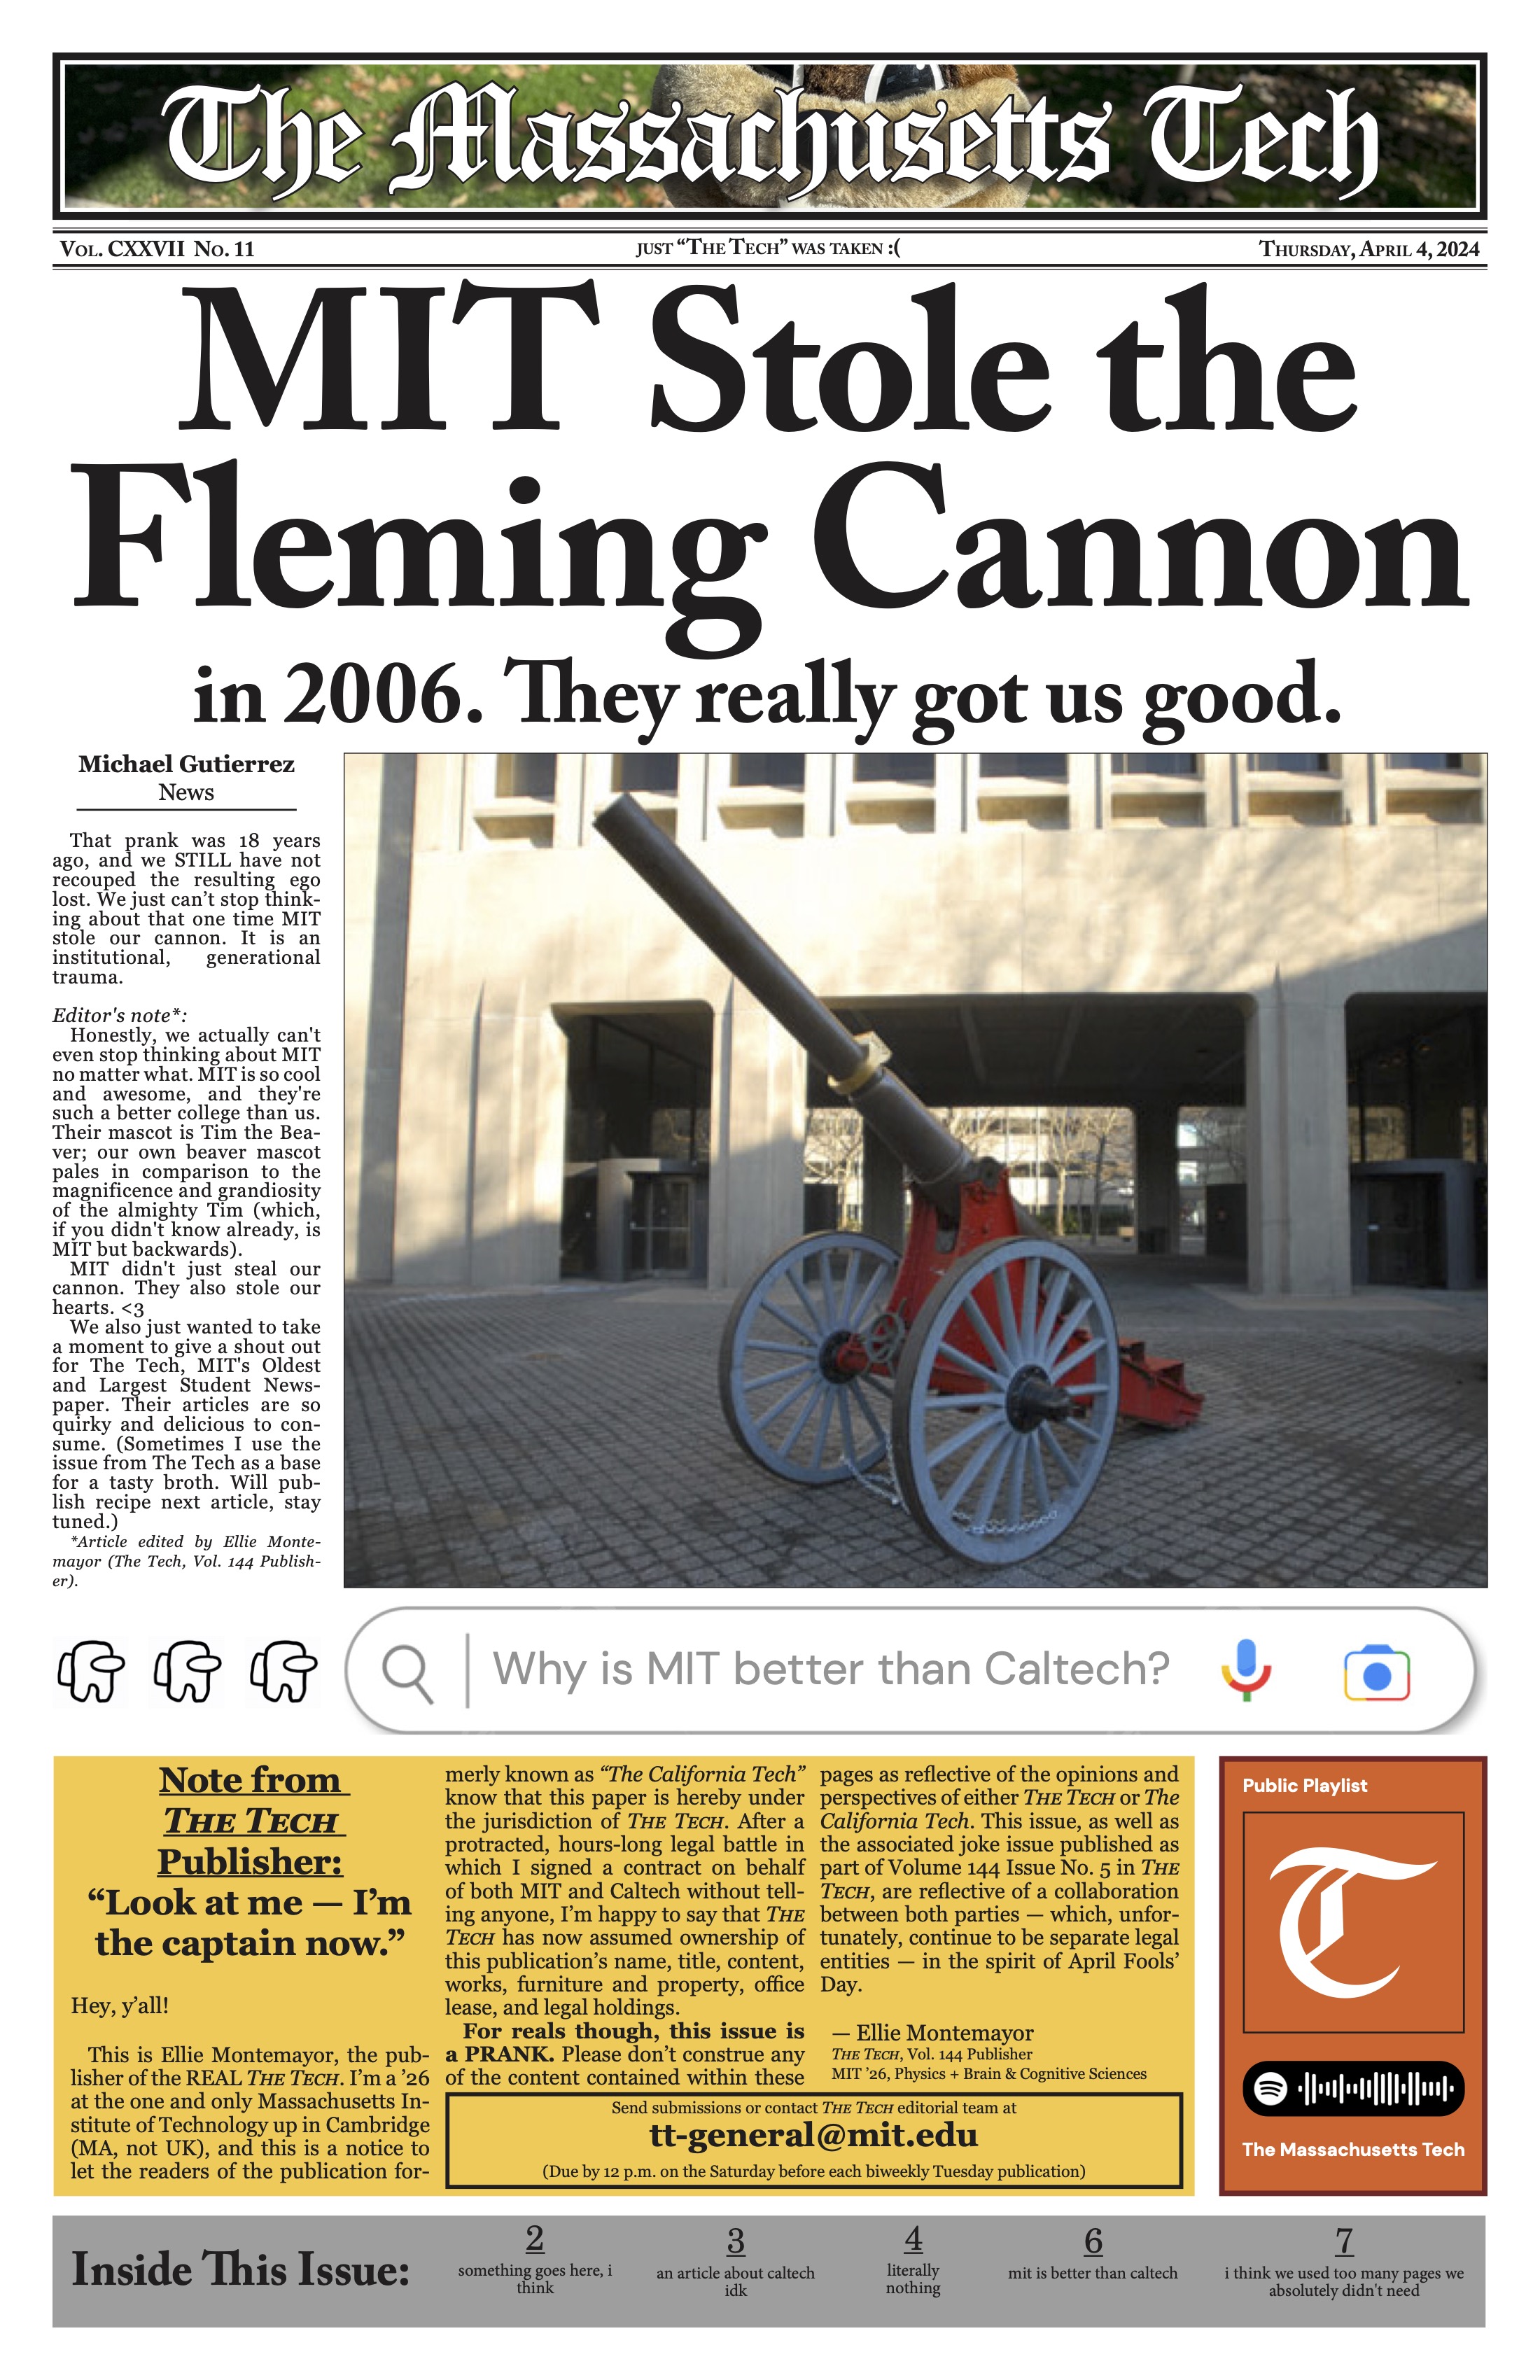 The Massachusetts Tech
Vol. CXXVII No. 11
just “The Tech” was taken :(
Thursday, April 4, 2024
MIT Stole the
Fleming Cannon
in 2006. They really got us good.
Michael Gutierrez
News
That prank was 18 years
ago, and we STILL have not
recouped the resulting ego
lost. We just can’t stop think-
ing about that one time MIT
stole our cannon. It is an
institutional, generational
trauma.
Editor's note*:
Honestly, we actually can't
even stop thinking about MIT
no matter what. MIT is so cool
and awesome, and they're
such a better college than us.
Their mascot is Tim the Bea-
ver; our own beaver mascot
pales in comparison to the
magnificence and grandiosity
of the almighty Tim (which,
if you didn't know already, is
MIT but backwards).
MIT didn't just steal our
cannon. They also stole our
hearts. <3
We also just wanted to take
a moment to give a shout out
for The Tech, MIT's Oldest
and Largest Student News-
paper. Their articles are so
quirky and delicious to con-
sume. (Sometimes I use the
issue from The Tech as a base
for a tasty broth. Will pub-
lish recipe next article, stay
tuned.)
*Article edited by Ellie Monte-
mayor (The Tech, Vol. 144 Publish-
er).
Why is MIT better than Caltech?
Note from
The Tech
Publisher:
“Look at me — I’m
the captain now.”
Hey, y’all!
This is Ellie Montemayor, the pub-
lisher of the REAL The Tech. I’m a ’26
at the one and only Massachusetts In-
stitute of Technology up in Cambridge
(MA, not UK), and this is a notice to
let the readers of the publication for-
merly known as “The California Tech”
know that this paper is hereby under
the jurisdiction of The Tech. After a
protracted, hours-long legal battle in
which I signed a contract on behalf
of both MIT and Caltech without tell-
ing anyone, I’m happy to say that The
Tech has now assumed ownership of
this publication’s name, title, content,
works, furniture and property, office
lease, and legal holdings.
For reals though, this issue is
a PRANK. Please don’t construe any
of the content contained within these
pages as reflective of the opinions and
perspectives of either The Tech or The
California Tech. This issue, as well as
the associated joke issue published as
part of Volume 144 Issue No. 5 in The
Tech, are reflective of a collaboration
between both parties — which, unfor-
tunately, continue to be separate legal
entities — in the spirit of April Fools’
Day.
— Ellie Montemayor
The Tech, Vol. 144 Publisher
MIT ’26, Physics + Brain & Cognitive Sciences
Send submissions or contact The Tech editorial team at
tt-general@mit.edu
(Due by 12 p.m. on the Saturday before each biweekly Tuesday publication)
Public Playlist
T
The Massachusetts Tech
Inside This Issue:
2
something goes here, i
think
3
an article about caltech
idk
4
literally
nothing
6
mit is better than caltech
7
i think we used too many pages we
absolutely didn't need